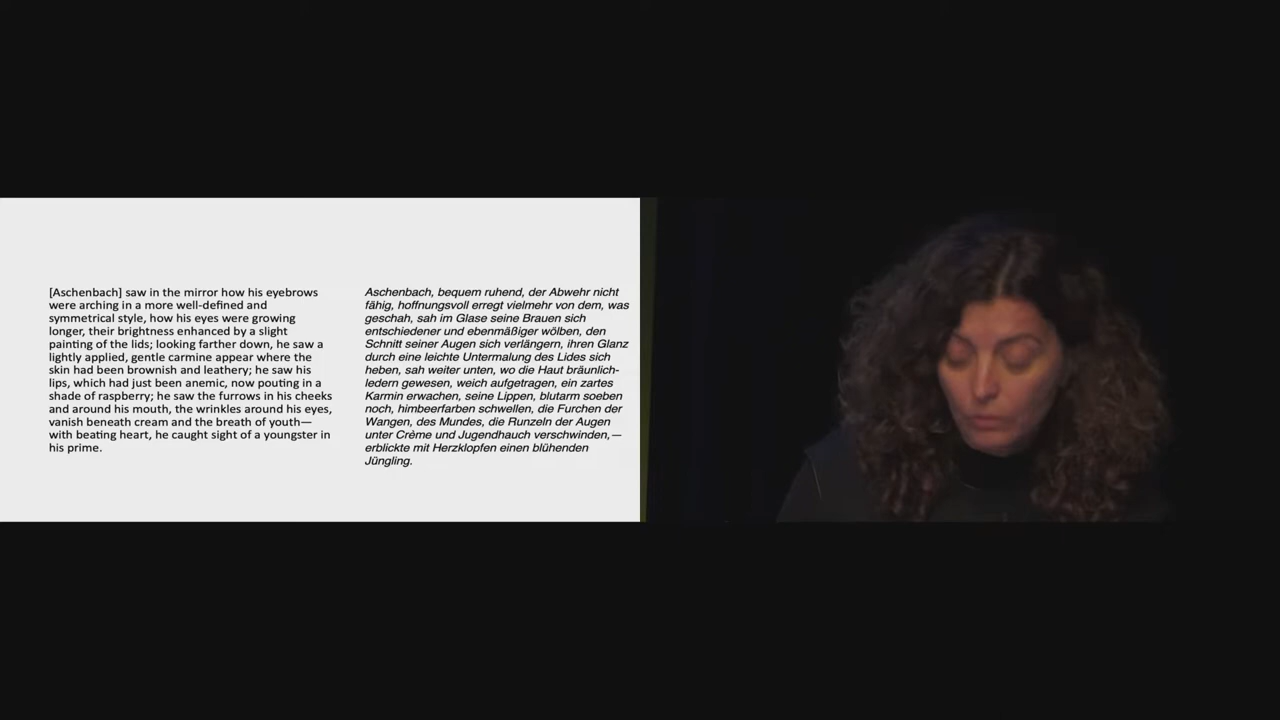 [Aschenbach] saw in the mirror how his eyebrows
were arching in a more well-defined and
symmetrical style, how his eyes were growing
longer, their brightness enhanced by a slight
painting of the lids; looking farther down, he saw a
lightly applied, gentle carmine appear where the
skin had been brownish and leathery; he saw his
lips, which had just been anemic, now pouting in a
shade of raspberry; he saw the furrows in his cheeks
and around his mouth, the wrinkles around his eyes,
vanish beneath cream and the breath of youth—
with beating heart, he caught sight of a youngster in
his prime.
Aschenbach, bequem ruhend, der Abwehr nicht
fähig, hoffnungsvoll erregt vielmehr von dem, was
geschah, sah im Glase seine Brauen sich
entschiedener und ebenmäßiger wölben, den
Schnitt seiner Augen sich verlängern, ihren Glanz
durch eine leichte Untermalung des Lides sich
heben, sah weiter unten, wo die Haut bräunlich-
ledern gewesen, weich aufgetragen, ein zartes
Karmin erwachen, seine Lippen, blutarm soeben
noch, himbeerfarben schwellen, die Furchen der
Wangen, des Mundes, die Runzeln der Augen
unter Crème und Jugendhauch verschwinden,—
erblickte mit Herzklopfen einen blühenden
Jüngling.